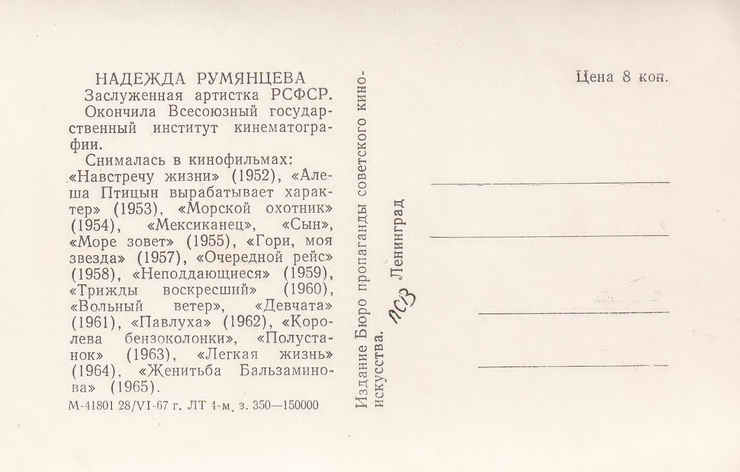 НАДЕЖДА РУМЯНЦЕВА
Заслуженная артистка РСФСР.
Окончила Всесоюзный государ-
ственный институт кинематогра-
фии.
Снималась в кинофильмах:
«Навстречу жизни» (1952), «Але-
ша Птицын вырабатывает харак-
тер» (1953), «Морской охотник»
(1954), «Мексиканец», «Сын»,
«Море зовет» (1955), «Гори, моя
звезда» (1957), «Очередной рейс»
(1958), «Неподдающиеся» (1959),
«Трижды воскресший» (1960),
«Вольный ветер», «Девчата»
(1961), «Павлуха» (1962), «Коро-
лева бензоколонки», «Полуста-
нок» (1963), «Легкая жизнь»
(1964), «Женитьба Бальзамино-
ва» (1965).
М-41801 28/VI-67 г. ЛТ 4-м, з. 350—150000
Издание Бюро пропаганды советского кино-
искусства.
Ленинград
Цена 8 коп.